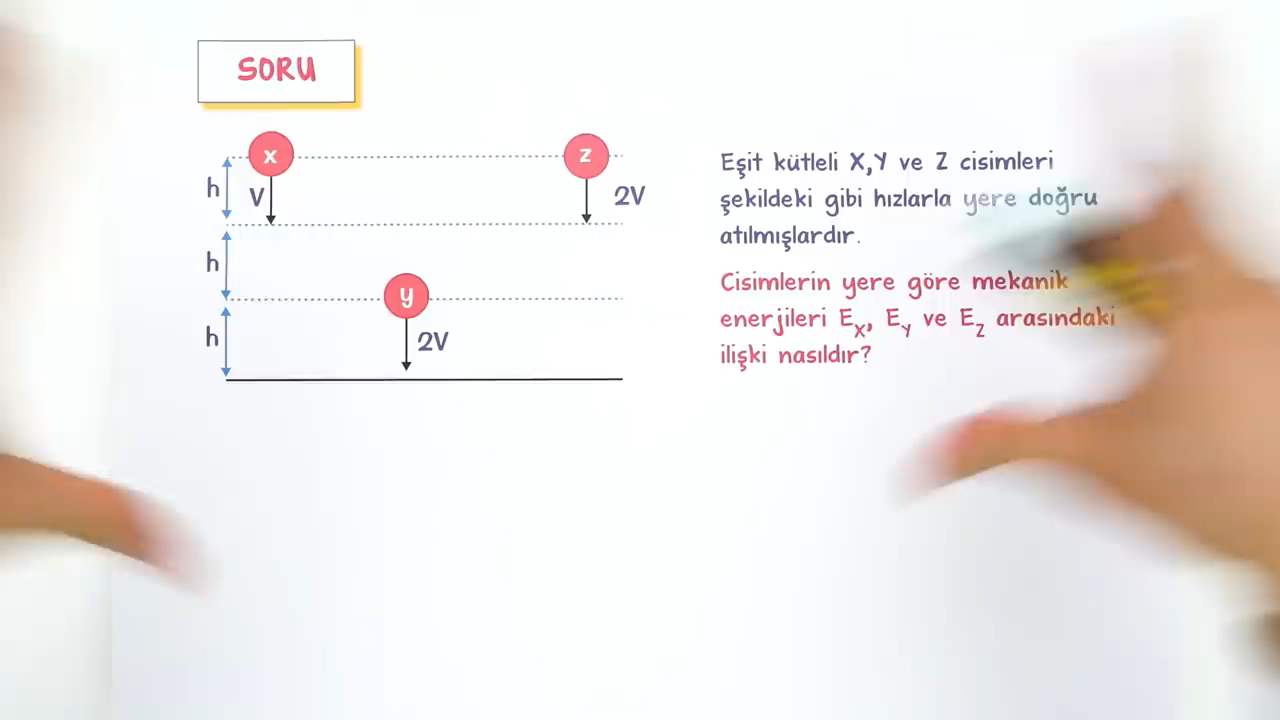 SORU
x
z
h
V
2V
h
y
h
2V
Eşit kütleli X,Y ve Z cisimleri
şekildeki gibi hızlarla yere doğru
atılmışlardır.
Cisimlerin yere göre mekanik
enerjileri Ex, Ey ve Ez arasındaki
ilişki nasıldır?